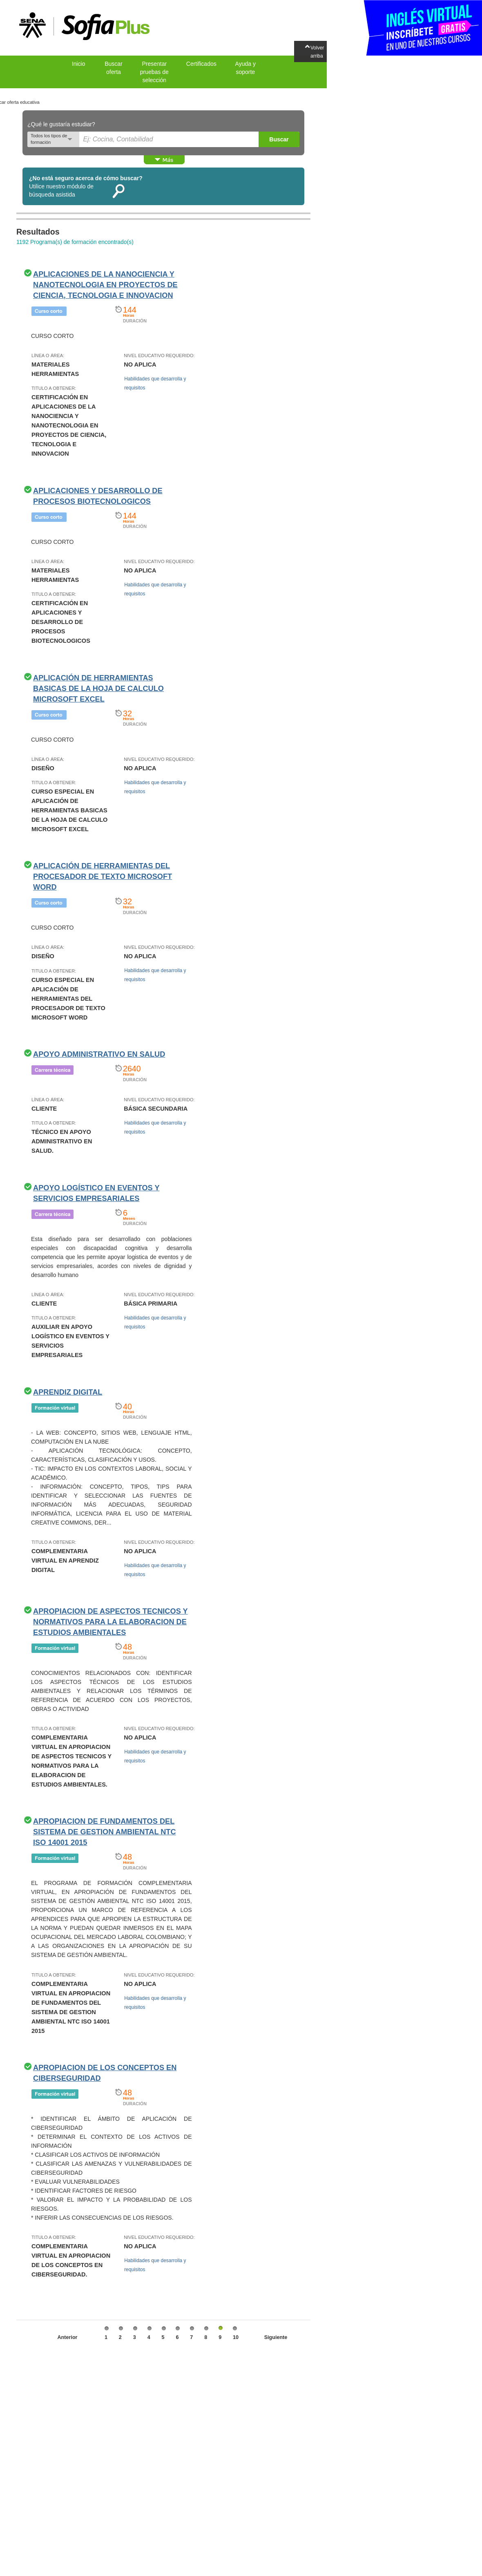 SENA
SofiaPlus
INGLÉS VIRTUAL
INSCRÍBETE GRATIS
EN UNO DE NUESTROS CURSOS
Volver
arriba
Inicio
Buscar
oferta
Presentar
pruebas de
selección
Certificados
Ayuda y
soporte
car oferta educativa
¿Qué le gustaría estudiar?
Todos los tipos de
formación
Ej: Cocina, Contabilidad
Buscar
Más
¿No está seguro acerca de cómo buscar?
Utilice nuestro módulo de
búsqueda asistida
Resultados
1192 Programa(s) de formación encontrado(s)
APLICACIONES DE LA NANOCIENCIA Y
NANOTECNOLOGIA EN PROYECTOS DE
CIENCIA, TECNOLOGIA E INNOVACION
Curso corto
144
Horas
DURACIÓN
CURSO CORTO
LÍNEA O ÁREA:
MATERIALES
HERRAMIENTAS
NIVEL EDUCATIVO REQUERIDO:
NO APLICA
Habilidades que desarrolla y
requisitos
TITULO A OBTENER:
CERTIFICACIÓN EN
APLICACIONES DE LA
NANOCIENCIA Y
NANOTECNOLOGIA EN
PROYECTOS DE CIENCIA,
TECNOLOGIA E
INNOVACION
APLICACIONES Y DESARROLLO DE
PROCESOS BIOTECNOLOGICOS
Curso corto
144
Horas
DURACIÓN
CURSO CORTO
LÍNEA O ÁREA:
MATERIALES
HERRAMIENTAS
NIVEL EDUCATIVO REQUERIDO:
NO APLICA
Habilidades que desarrolla y
requisitos
TITULO A OBTENER:
CERTIFICACIÓN EN
APLICACIONES Y
DESARROLLO DE
PROCESOS
BIOTECNOLOGICOS
APLICACIÓN DE HERRAMIENTAS
BASICAS DE LA HOJA DE CALCULO
MICROSOFT EXCEL
Curso corto
32
Horas
DURACIÓN
CURSO CORTO
LÍNEA O ÁREA:
DISEÑO
NIVEL EDUCATIVO REQUERIDO:
NO APLICA
Habilidades que desarrolla y
requisitos
TITULO A OBTENER:
CURSO ESPECIAL EN
APLICACIÓN DE
HERRAMIENTAS BASICAS
DE LA HOJA DE CALCULO
MICROSOFT EXCEL
APLICACIÓN DE HERRAMIENTAS DEL
PROCESADOR DE TEXTO MICROSOFT
WORD
Curso corto
32
Horas
DURACIÓN
CURSO CORTO
LÍNEA O ÁREA:
DISEÑO
NIVEL EDUCATIVO REQUERIDO:
NO APLICA
Habilidades que desarrolla y
requisitos
TITULO A OBTENER:
CURSO ESPECIAL EN
APLICACIÓN DE
HERRAMIENTAS DEL
PROCESADOR DE TEXTO
MICROSOFT WORD
APOYO ADMINISTRATIVO EN SALUD
Carrera técnica
2640
Horas
DURACIÓN
LÍNEA O ÁREA:
CLIENTE
NIVEL EDUCATIVO REQUERIDO:
BÁSICA SECUNDARIA
Habilidades que desarrolla y
requisitos
TITULO A OBTENER:
TÉCNICO EN APOYO
ADMINISTRATIVO EN
SALUD.
APOYO LOGÍSTICO EN EVENTOS Y
SERVICIOS EMPRESARIALES
Carrera técnica
6
Meses
DURACIÓN
Esta diseñado para ser desarrollado con poblaciones
especiales con discapacidad cognitiva y desarrolla
competencia que les permite apoyar logistica de eventos y de
servicios empresariales, acordes con niveles de dignidad y
desarrollo humano
LÍNEA O ÁREA:
CLIENTE
NIVEL EDUCATIVO REQUERIDO:
BÁSICA PRIMARIA
Habilidades que desarrolla y
requisitos
TITULO A OBTENER:
AUXILIAR EN APOYO
LOGÍSTICO EN EVENTOS Y
SERVICIOS
EMPRESARIALES
APRENDIZ DIGITAL
Formación virtual
40
Horas
DURACIÓN
- LA WEB: CONCEPTO, SITIOS WEB, LENGUAJE HTML,
COMPUTACIÓN EN LA NUBE
- APLICACIÓN TECNOLÓGICA: CONCEPTO,
CARACTERÍSTICAS, CLASIFICACIÓN Y USOS.
- TIC: IMPACTO EN LOS CONTEXTOS LABORAL, SOCIAL Y
ACADÉMICO.
- INFORMACIÓN: CONCEPTO, TIPOS, TIPS PARA
IDENTIFICAR Y SELECCIONAR LAS FUENTES DE
INFORMACIÓN MÁS ADECUADAS, SEGURIDAD
INFORMÁTICA, LICENCIA PARA EL USO DE MATERIAL
CREATIVE COMMONS, DER...
TITULO A OBTENER:
COMPLEMENTARIA
VIRTUAL EN APRENDIZ
DIGITAL
NIVEL EDUCATIVO REQUERIDO:
NO APLICA
Habilidades que desarrolla y
requisitos
APROPIACION DE ASPECTOS TECNICOS Y
NORMATIVOS PARA LA ELABORACION DE
ESTUDIOS AMBIENTALES
Formación virtual
48
Horas
DURACIÓN
CONOCIMIENTOS RELACIONADOS CON: IDENTIFICAR
LOS ASPECTOS TÉCNICOS DE LOS ESTUDIOS
AMBIENTALES Y RELACIONAR LOS TÉRMINOS DE
REFERENCIA DE ACUERDO CON LOS PROYECTOS,
OBRAS O ACTIVIDAD
TITULO A OBTENER:
COMPLEMENTARIA
VIRTUAL EN APROPIACION
DE ASPECTOS TECNICOS Y
NORMATIVOS PARA LA
ELABORACION DE
ESTUDIOS AMBIENTALES.
NIVEL EDUCATIVO REQUERIDO:
NO APLICA
Habilidades que desarrolla y
requisitos
APROPIACION DE FUNDAMENTOS DEL
SISTEMA DE GESTION AMBIENTAL NTC
ISO 14001 2015
Formación virtual
48
Horas
DURACIÓN
EL PROGRAMA DE FORMACIÓN COMPLEMENTARIA
VIRTUAL, EN APROPIACIÓN DE FUNDAMENTOS DEL
SISTEMA DE GESTIÓN AMBIENTAL NTC ISO 14001 2015,
PROPORCIONA UN MARCO DE REFERENCIA A LOS
APRENDICES PARA QUE APROPIEN LA ESTRUCTURA DE
LA NORMA Y PUEDAN QUEDAR INMERSOS EN EL MAPA
OCUPACIONAL DEL MERCADO LABORAL COLOMBIANO; Y
A LAS ORGANIZACIONES EN LA APROPIACIÓN DE SU
SISTEMA DE GESTIÓN AMBIENTAL.
TITULO A OBTENER:
COMPLEMENTARIA
VIRTUAL EN APROPIACION
DE FUNDAMENTOS DEL
SISTEMA DE GESTION
AMBIENTAL NTC ISO 14001
2015
NIVEL EDUCATIVO REQUERIDO:
NO APLICA
Habilidades que desarrolla y
requisitos
APROPIACION DE LOS CONCEPTOS EN
CIBERSEGURIDAD
Formación virtual
48
Horas
DURACIÓN
* IDENTIFICAR EL ÁMBITO DE APLICACIÓN DE
CIBERSEGURIDAD
* DETERMINAR EL CONTEXTO DE LOS ACTIVOS DE
INFORMACIÓN
* CLASIFICAR LOS ACTIVOS DE INFORMACIÓN
* CLASIFICAR LAS AMENAZAS Y VULNERABILIDADES DE
CIBERSEGURIDAD
* EVALUAR VULNERABILIDADES
* IDENTIFICAR FACTORES DE RIESGO
* VALORAR EL IMPACTO Y LA PROBABILIDAD DE LOS
RIESGOS.
* INFERIR LAS CONSECUENCIAS DE LOS RIESGOS.
TITULO A OBTENER:
COMPLEMENTARIA
VIRTUAL EN APROPIACION
DE LOS CONCEPTOS EN
CIBERSEGURIDAD.
NIVEL EDUCATIVO REQUERIDO:
NO APLICA
Habilidades que desarrolla y
requisitos
Anterior 1 2 3 4 5 6 7 8 9 10 Siguiente